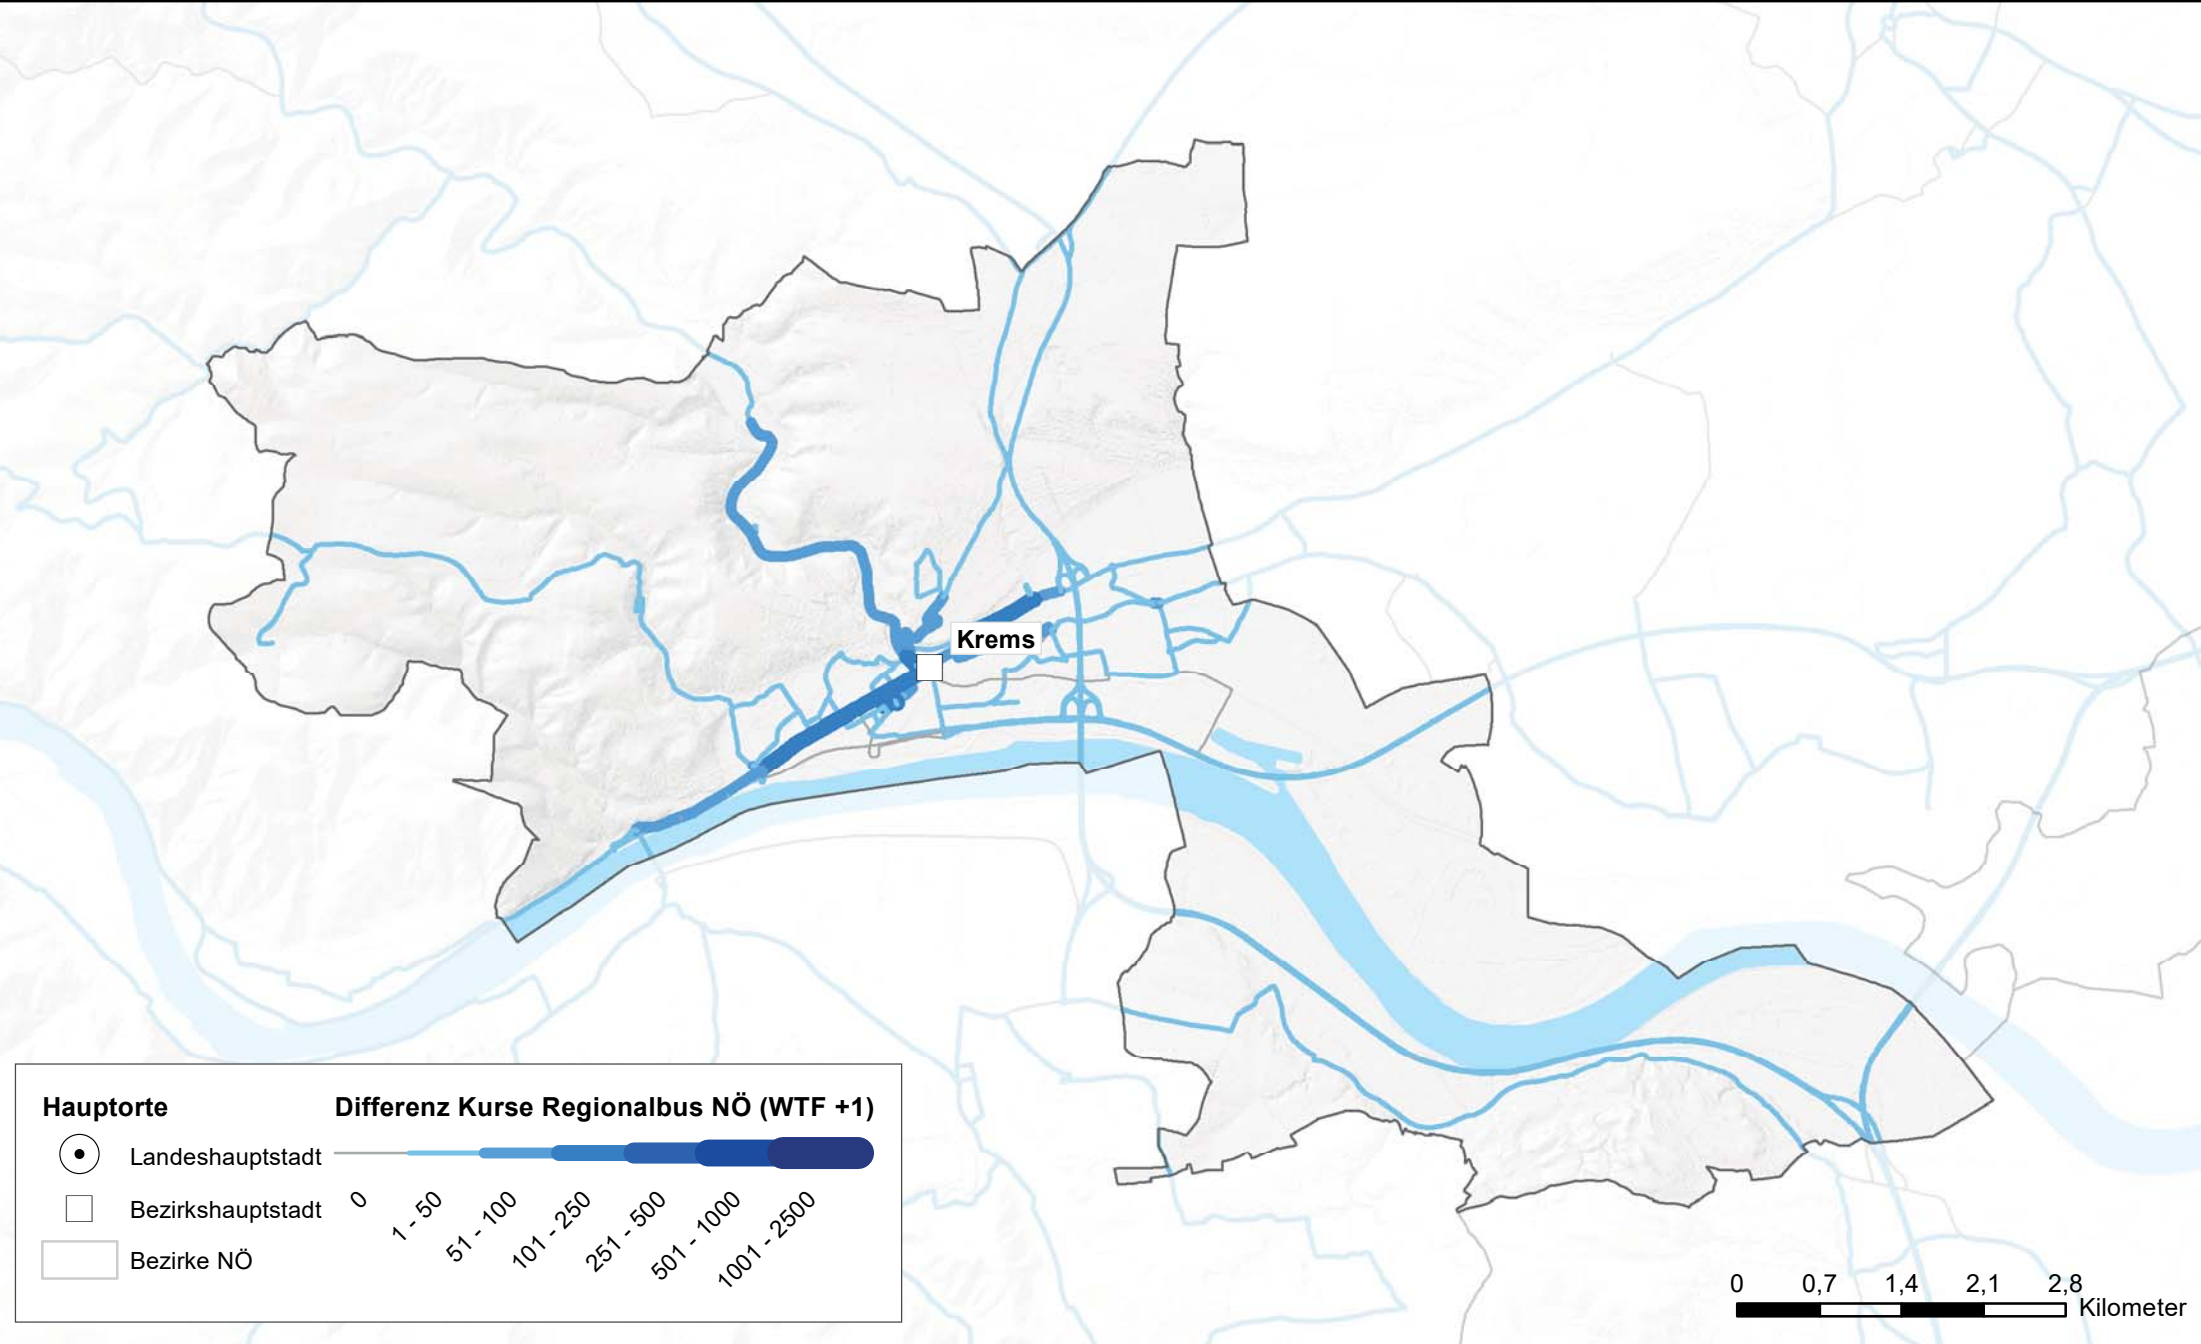 Krems
Hauptorte
Landeshauptstadt
Bezirkshauptstadt
Bezirke NÖ
Differenz Kurse Regionalbus NÖ (WTF +1)
0
1 - 50
51 - 100
101 - 250
251 - 500
501 - 1000
1001 - 2500
0 0,7 1,4 2,1 2,8
Kilometer